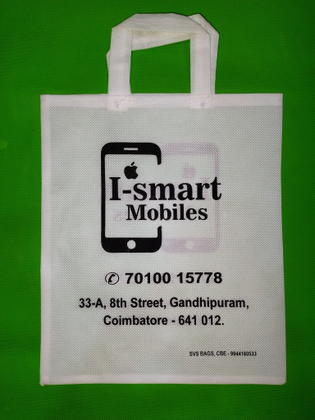 I-smart
Mobiles
✆ 70100 15778
33-A, 8th Street, Gandhipuram,
Coimbatore - 641 012.
SVS BAGS, CBE - 9944160533